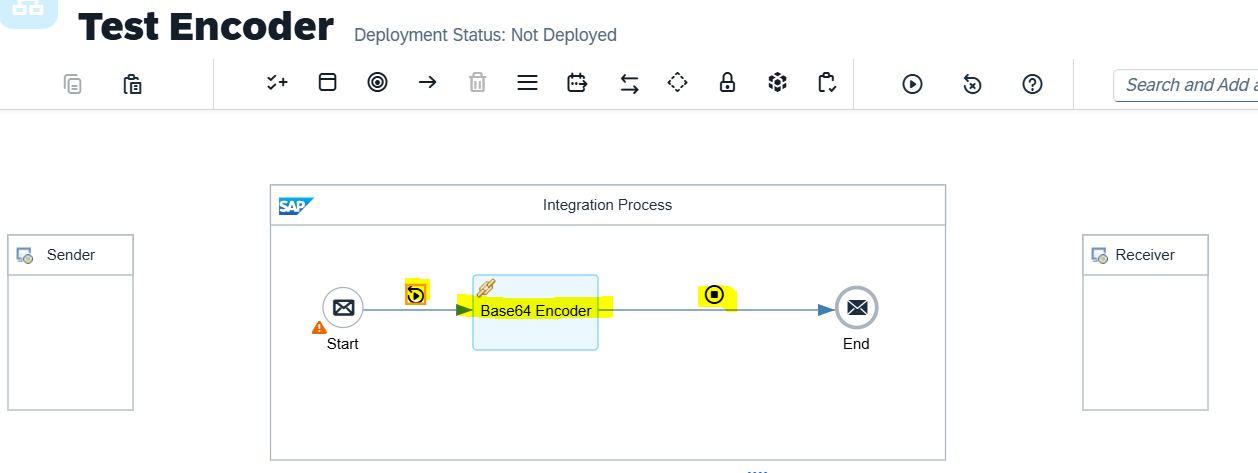 Test Encoder
Deployment Status: Not Deployed
Search and Add a
SAP
Integration Process
Sender
Receiver
Base64 Encoder
Start
End